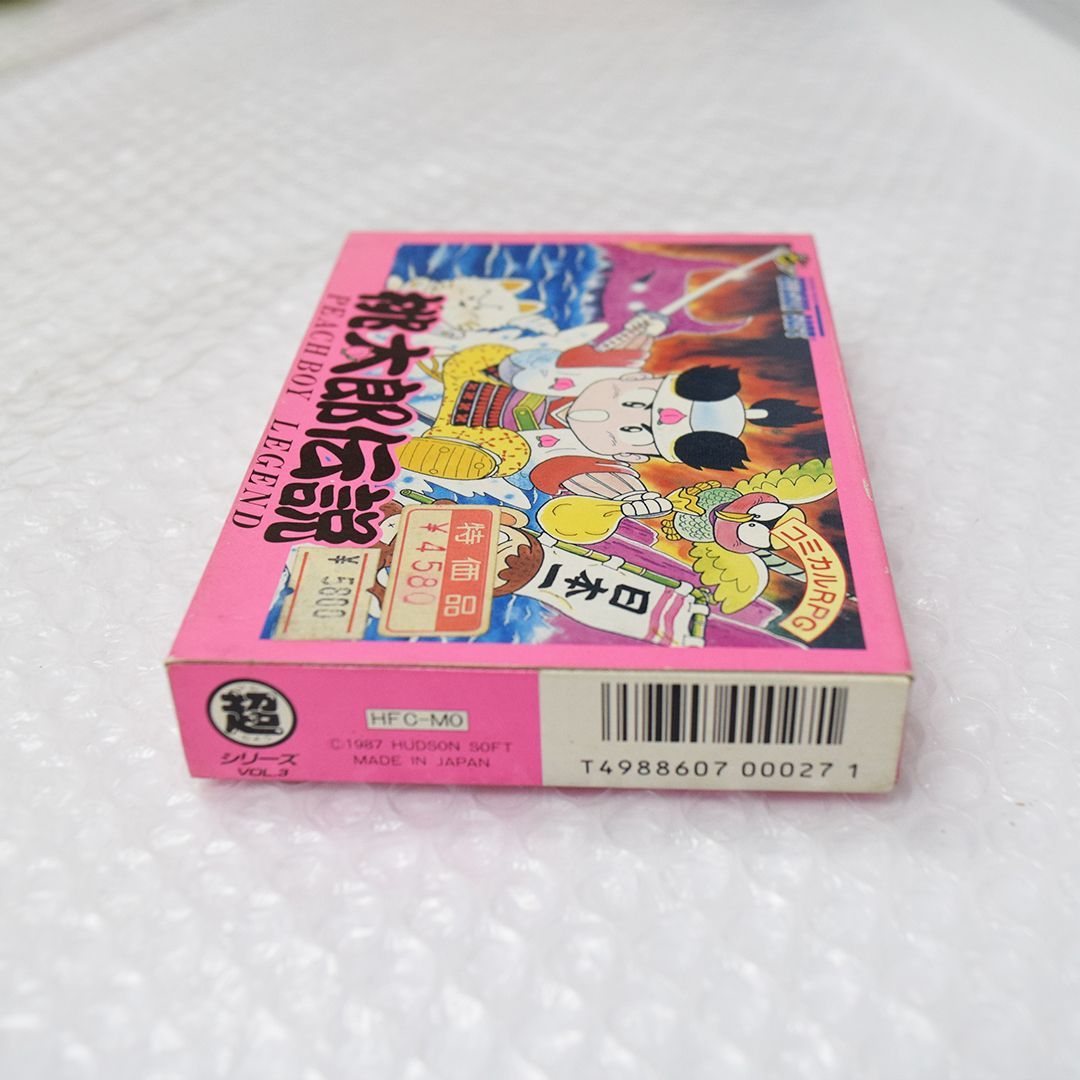 桃太郎伝説
PEACH BOY LEGEND
コミカルRPG
日本一
特価品
¥4580
¥5800
超
シリーズ
VOL.3
HFC-MO
©1987 HUDSON SOFT
MADE IN JAPAN
T4988607 000027 1